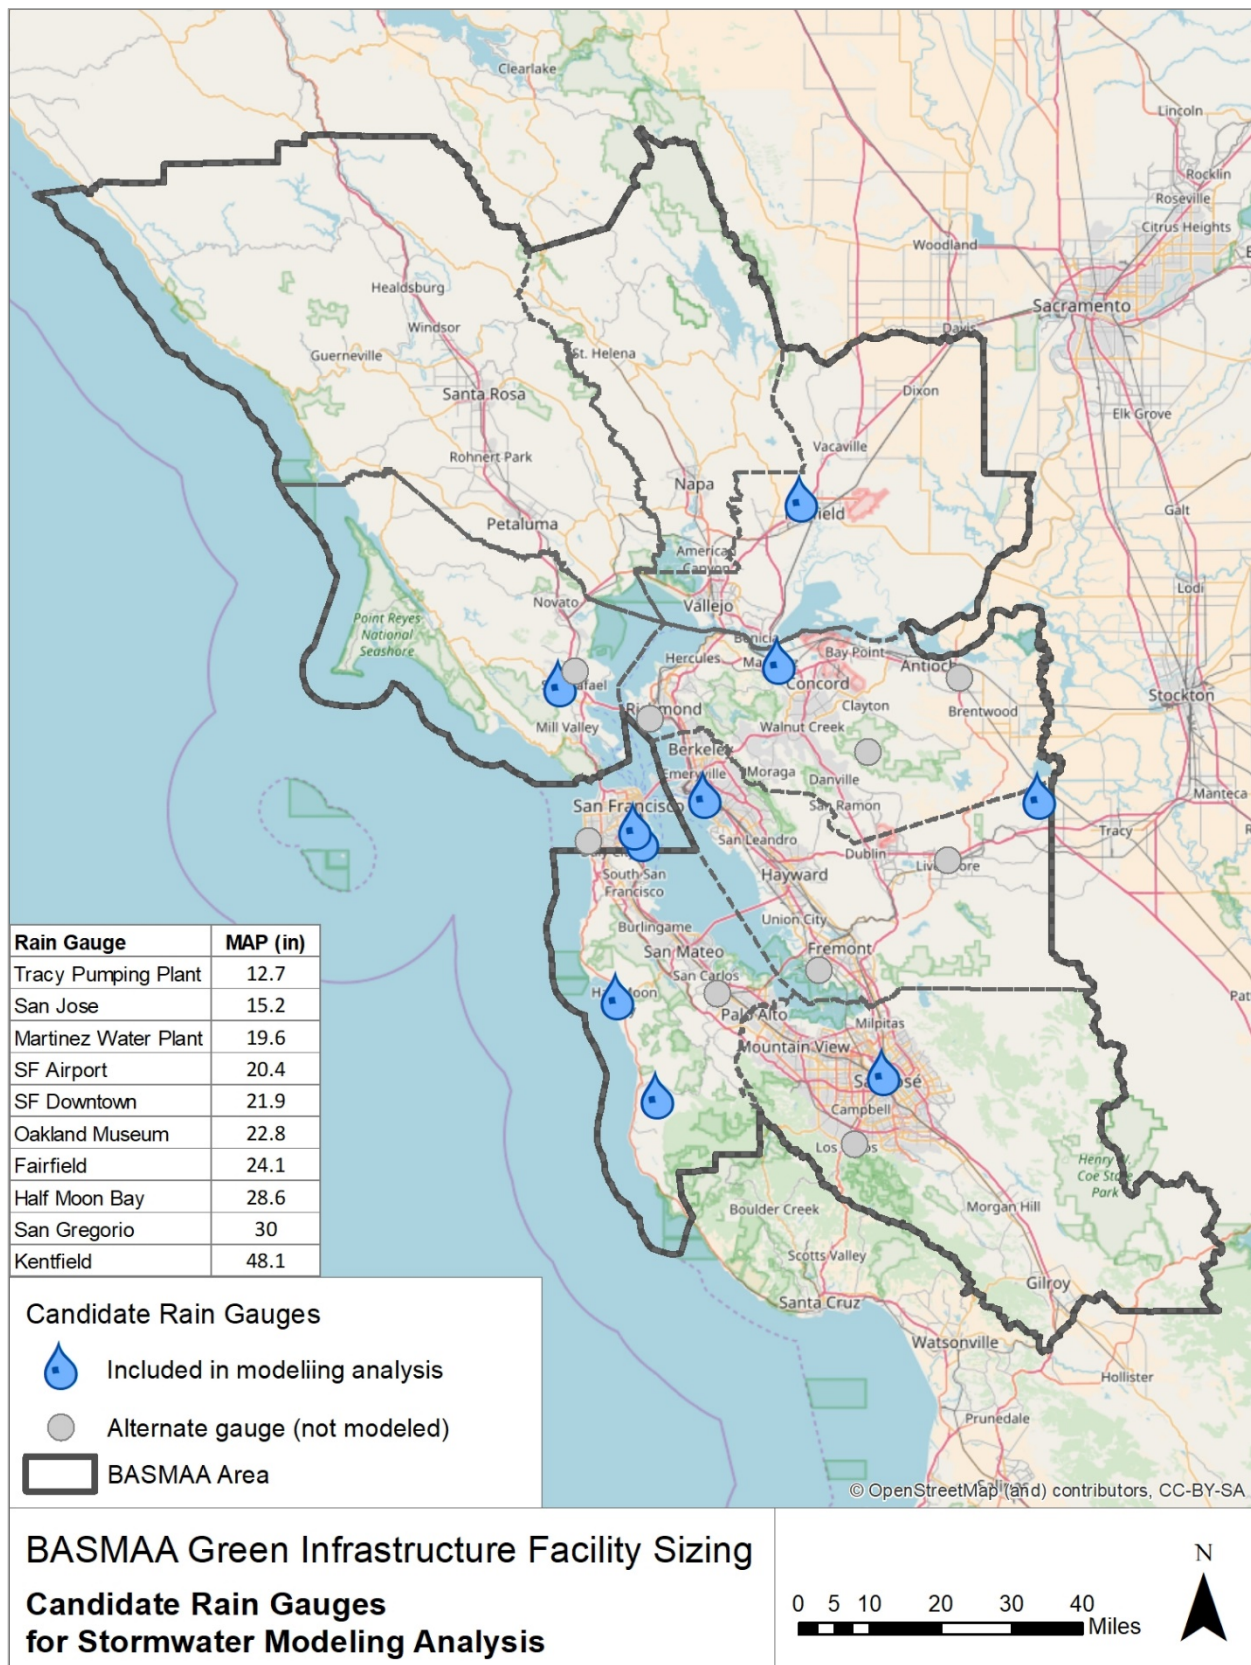 Clearlake
Lincoln
Rocklin
Roseville
Citrus Heights
Woodland
Sacramento
Davis
Healdsburg
Windsor
Guerneville
St. Helena
Santa Rosa
Dixon
Elk Grove
Vacaville
Rohnert Park
Napa
Galt
Petaluma
American
Canyon
Lodi
Novato
Vallejo
Point Reyes
National
Seashore
Benicia
Hercules
Bay Point
Antioch
Concord
Stockton
Clayton
Brentwood
Mill Valley
Richmond
Walnut Creek
Berkeley
Emeryville
Moraga
Danville
Manteca
San Francisco
San Ramon
Tracy
San Leandro
Dublin
South San
Francisco
Hayward
Union City
Burlingame
Fremont
San Mateo
San Carlos
Palo Alto
Milpitas
Mountain View
Campbell
Henry W.
Coe State
Park
Morgan Hill
Boulder Creek
Scotts Valley
Gilroy
Santa Cruz
Watsonville
Hollister
Prunedale
Rain Gauge MAP (in)
Tracy Pumping Plant 12.7
San Jose 15.2
Martinez Water Plant 19.6
SF Airport 20.4
SF Downtown 21.9
Oakland Museum 22.8
Fairfield 24.1
Half Moon Bay 28.6
San Gregorio 30
Kentfield 48.1
Candidate Rain Gauges
Included in modelliing analysis
Alternate gauge (not modeled)
BASMAA Area
© OpenStreetMap (and) contributors, CC-BY-SA
BASMAA Green Infrastructure Facility Sizing
Candidate Rain Gauges
for Stormwater Modeling Analysis
N
0 5 10 20 30 40
Miles